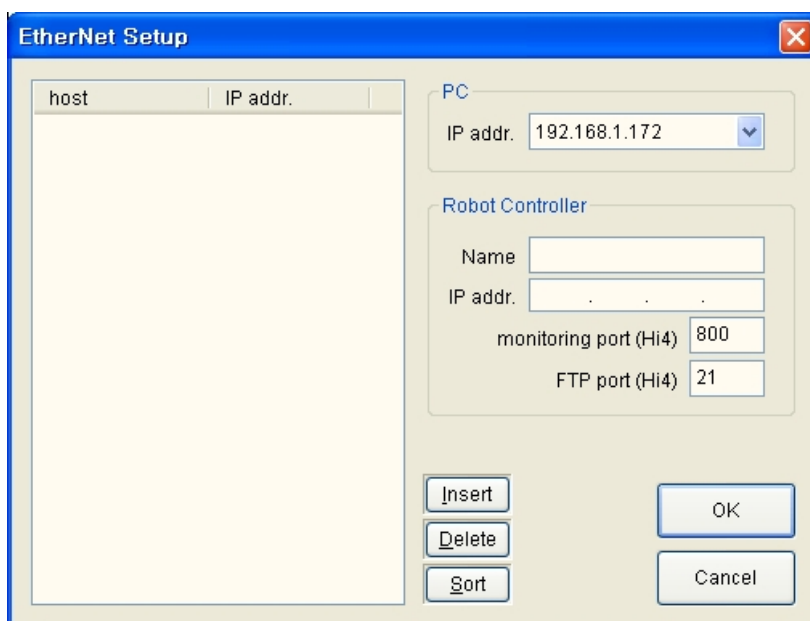 EtherNet Setup
host IP addr.
PC
IP addr. 192.168.1.172
Robot Controller
Name
IP addr. . . .
monitoring port (Hi4) 800
FTP port (Hi4) 21
Insert
Delete
Sort
OK
Cancel